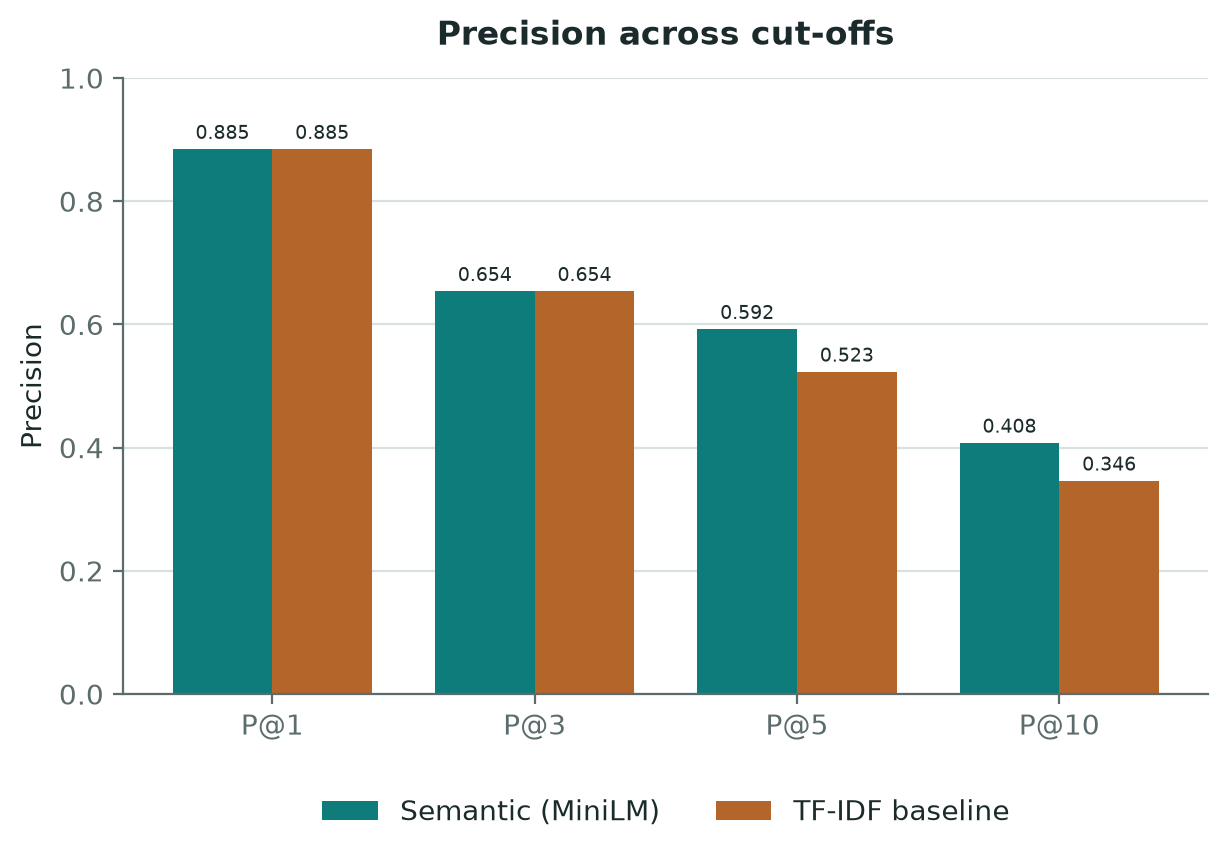 Precision across cut-offs
Precision
1.0
0.8
0.6
0.4
0.2
0.0
0.885 0.885
0.654 0.654
0.592 0.523
0.408 0.346
P@1 P@3 P@5 P@10
Semantic (MiniLM) TF-IDF baseline